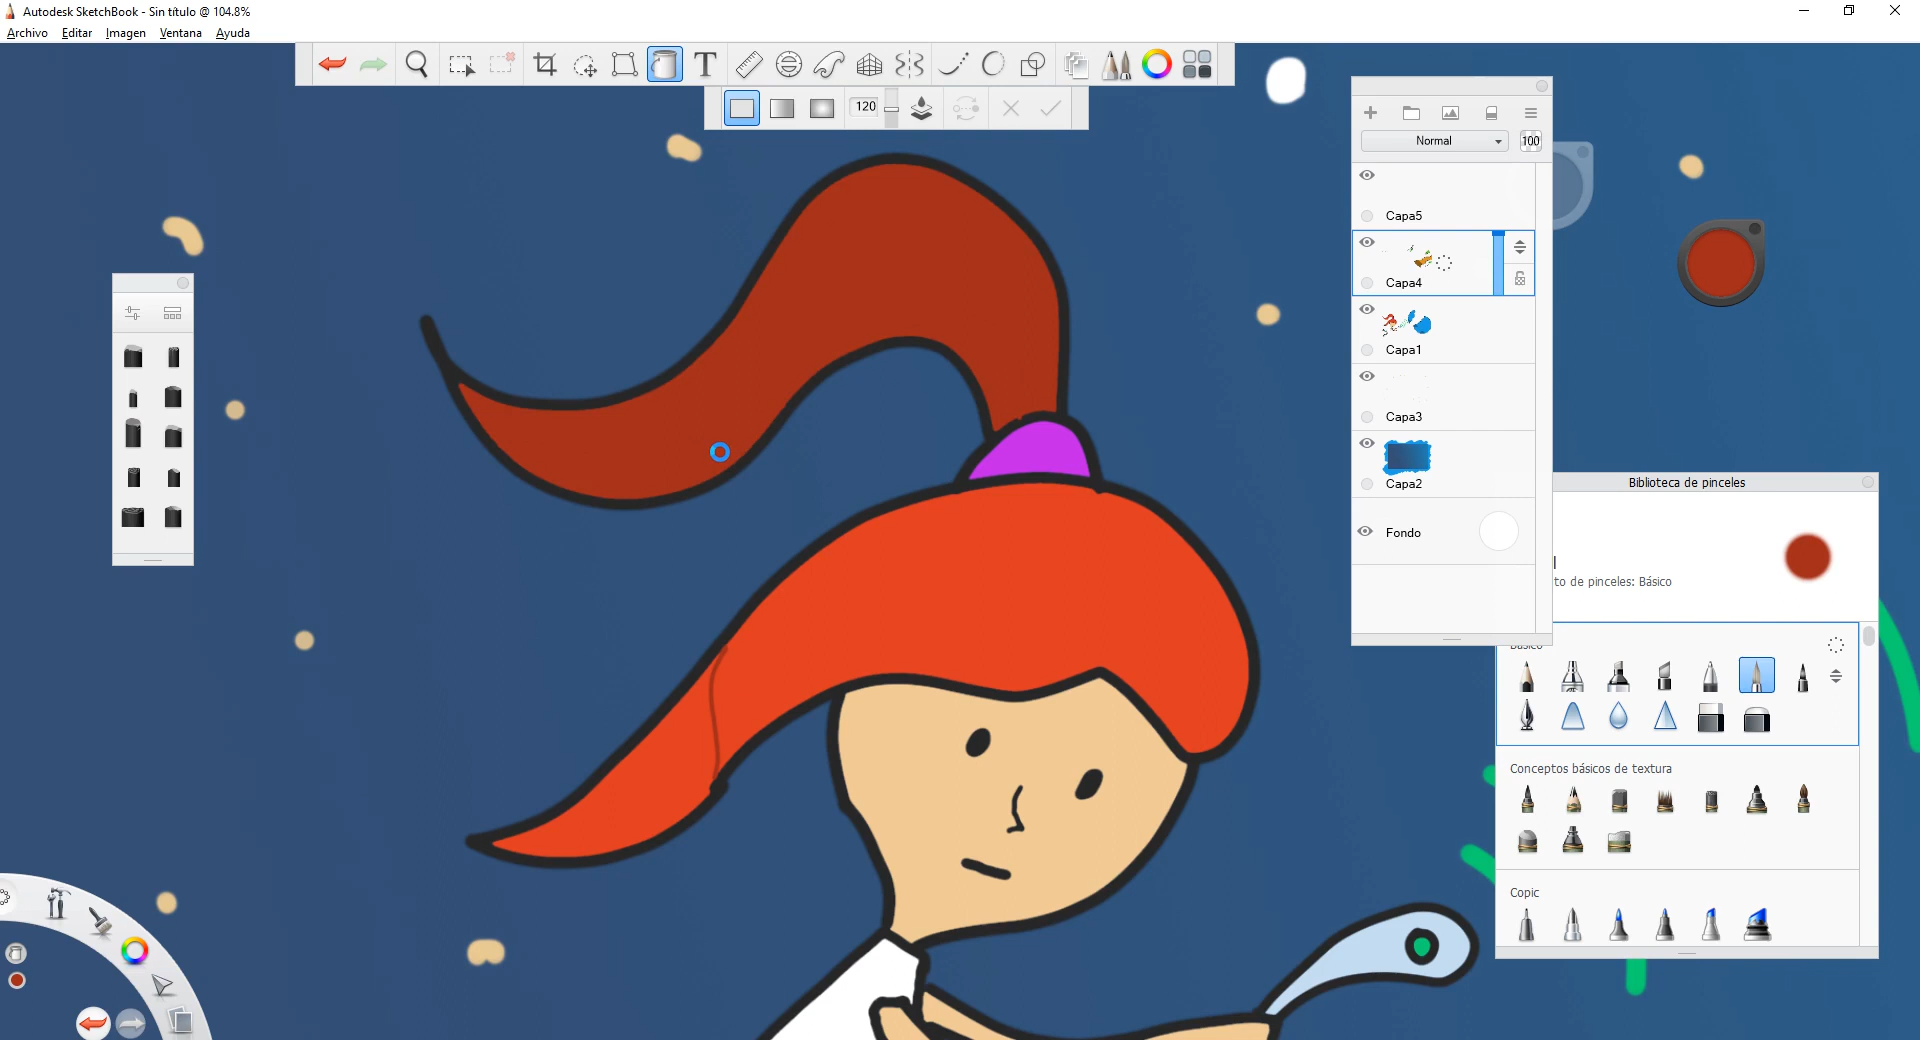 Autodesk SketchBook - Sin título @ 104.8%
Archivo Editar Imagen Ventana Ayuda
T
120
Normal 100
Capa5
Capa4
Capa1
Capa3
Capa2
Fondo
Biblioteca de pinceles
to de pinceles: Básico
Básico
Conceptos básicos de textura
Copic